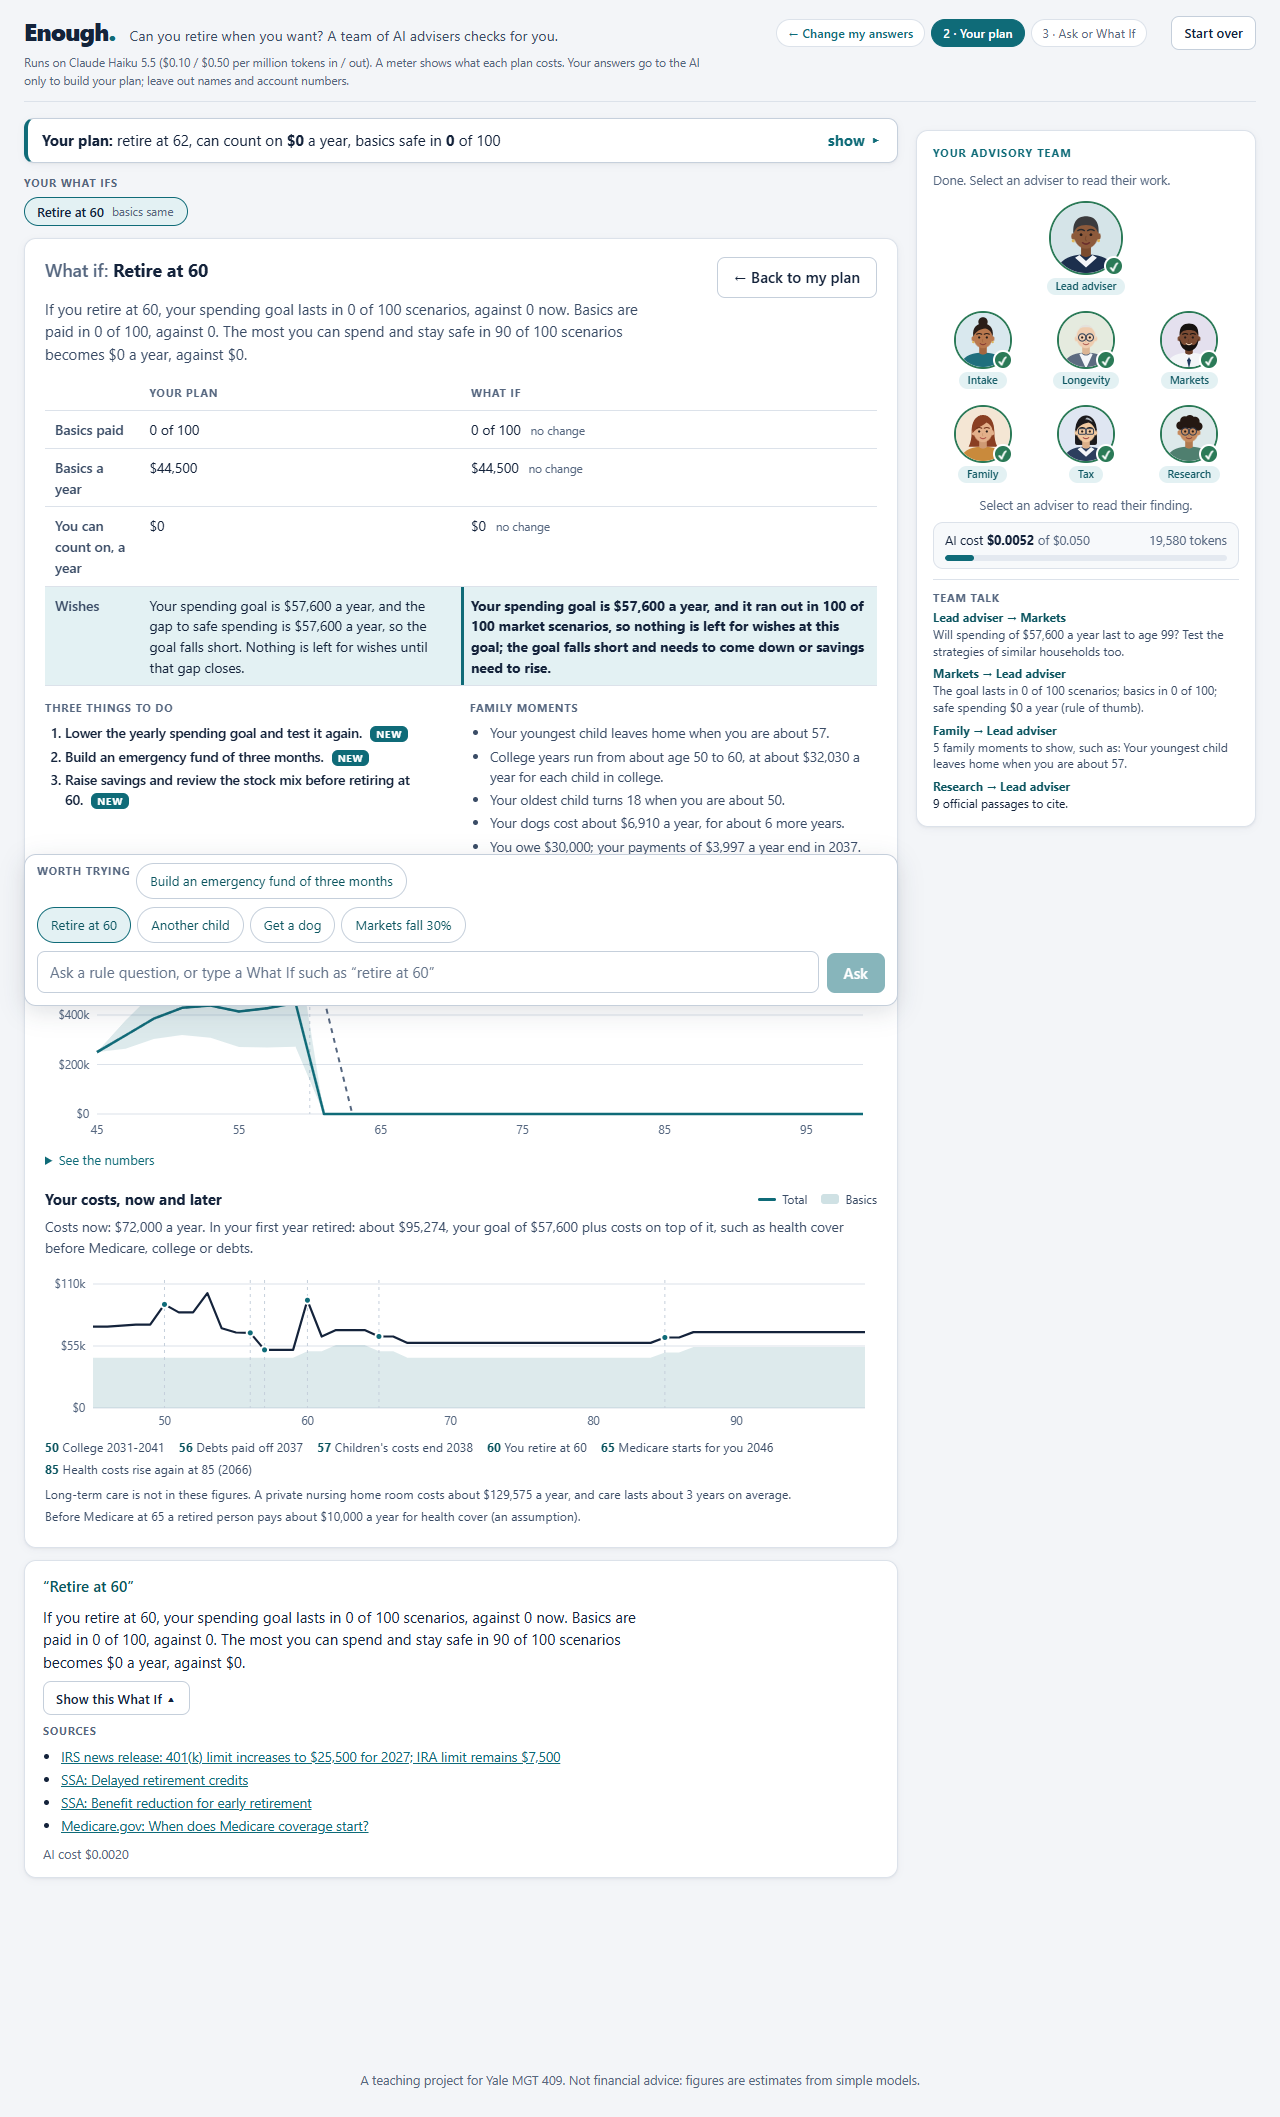 Enough. Can you retire when you want? A team of AI advisers checks for you.
← Change my answers
2 · Your plan
3 · Ask or What If
Start over
Runs on Claude Haiku 5.5 ($0.10 / $0.50 per million tokens in / out). A meter shows what each plan costs. Your answers go to the AI
only to build your plan; leave out names and account numbers.
Your plan: retire at 62, can count on $0 a year, basics safe in 0 of 100
show ▸
YOUR WHAT IFS
Retire at 60 basics same
What if: Retire at 60
← Back to my plan
If you retire at 60, your spending goal lasts in 0 of 100 scenarios, against 0 now. Basics are
paid in 0 of 100, against 0. The most you can spend and stay safe in 90 of 100 scenarios
becomes $0 a year, against $0.
YOUR PLAN
WHAT IF
Basics paid
0 of 100
0 of 100 no change
Basics a
year
$44,500
$44,500 no change
You can
count on, a
year
$0
$0 no change
Wishes
Your spending goal is $57,600 a year, and the
gap to safe spending is $57,600 a year, so the
goal falls short. Nothing is left for wishes until
that gap closes.
Your spending goal is $57,600 a year, and it ran out in 100 of
100 market scenarios, so nothing is left for wishes at this
goal; the goal falls short and needs to come down or savings
need to rise.
THREE THINGS TO DO
1. Lower the yearly spending goal and test it again. NEW
2. Build an emergency fund of three months. NEW
3. Raise savings and review the stock mix before retiring at
60. NEW
FAMILY MOMENTS
• Your youngest child leaves home when you are about 57.
• College years run from about age 50 to 60, at about $32,030 a
year for each child in college.
• Your oldest child turns 18 when you are about 50.
• Your dogs cost about $6,910 a year, for about 6 more years.
• You owe $30,000; your payments of $3,997 a year end in 2037.
WORTH TRYING
Build an emergency fund of three months
Retire at 60
Another child
Get a dog
Markets fall 30%
Ask a rule question, or type a What If such as “retire at 60”
Ask
$400k
$200k
$0
45 55 65 75 85 95
▶ See the numbers
Your costs, now and later
Total Basics
Costs now: $72,000 a year. In your first year retired: about $95,274, your goal of $57,600 plus costs on top of it, such as health cover
before Medicare, college or debts.
$110k
$55k
$0
50 60 70 80 90
50 College 2031-2041 56 Debts paid off 2037 57 Children's costs end 2038 60 You retire at 60 65 Medicare starts for you 2046
85 Health costs rise again at 85 (2066)
Long-term care is not in these figures. A private nursing home room costs about $129,575 a year, and care lasts about 3 years on average.
Before Medicare at 65 a retired person pays about $10,000 a year for health cover (an assumption).
“Retire at 60”
If you retire at 60, your spending goal lasts in 0 of 100 scenarios, against 0 now. Basics are
paid in 0 of 100, against 0. The most you can spend and stay safe in 90 of 100 scenarios
becomes $0 a year, against $0.
Show this What If ▲
SOURCES
• IRS news release: 401(k) limit increases to $25,500 for 2027; IRA limit remains $7,500
• SSA: Delayed retirement credits
• SSA: Benefit reduction for early retirement
• Medicare.gov: When does Medicare coverage start?
AI cost $0.0020
YOUR ADVISORY TEAM
Done. Select an adviser to read their work.
Lead adviser
Intake
Longevity
Markets
Family
Tax
Research
Select an adviser to read their finding.
AI cost $0.0052 of $0.050
19,580 tokens
TEAM TALK
Lead adviser → Markets
Will spending of $57,600 a year last to age 99? Test the
strategies of similar households too.
Markets → Lead adviser
The goal lasts in 0 of 100 scenarios; basics in 0 of 100;
safe spending $0 a year (rule of thumb).
Family → Lead adviser
5 family moments to show, such as: Your youngest child
leaves home when you are about 57.
Research → Lead adviser
9 official passages to cite.
A teaching project for Yale MGT 409. Not financial advice: figures are estimates from simple models.